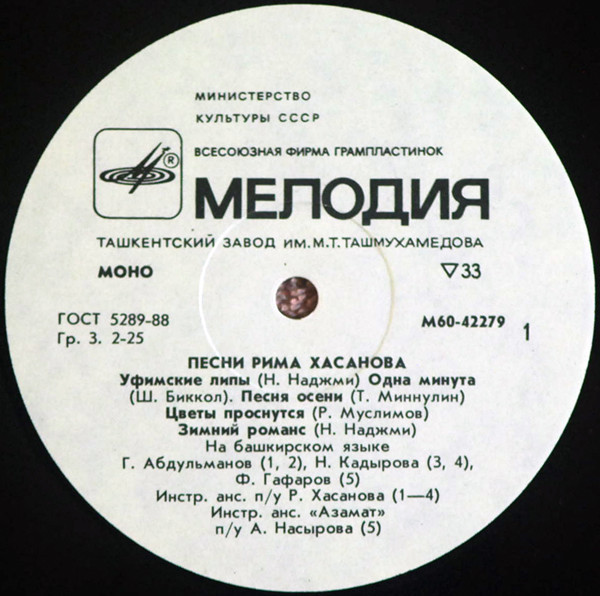 МИНИСТЕРСТВО
КУЛЬТУРЫ СССР
ВСЕСОЮЗНАЯ ФИРМА ГРАМПЛАСТИНОК
®
МЕЛОДИЯ
ТАШКЕНТСКИЙ ЗАВОД ИМ.М.Т.ТАШМУХАМЕДОВА
МОНО ▽33
ГОСТ 5289-88 М60-42279 1
Гр. 3. 2-25
ПЕСНИ РИМА ХАСАНОВА
Уфимские липы (Н. Наджми) Одна минута
(Ш. Биккол). Песня осени (Т. Миннулин)
Цветы проснутся (Р. Муслимов)
Зимний романс (Н. Наджми)
На башкирском языке
Г. Абдульманов (1, 2), Н. Кадырова (3, 4),
Ф. Гафаров (5)
Инстр. анс. п/у Р. Хасанова (1—4)
Инстр. анс. «Азамат»
п/у А. Насырова (5)